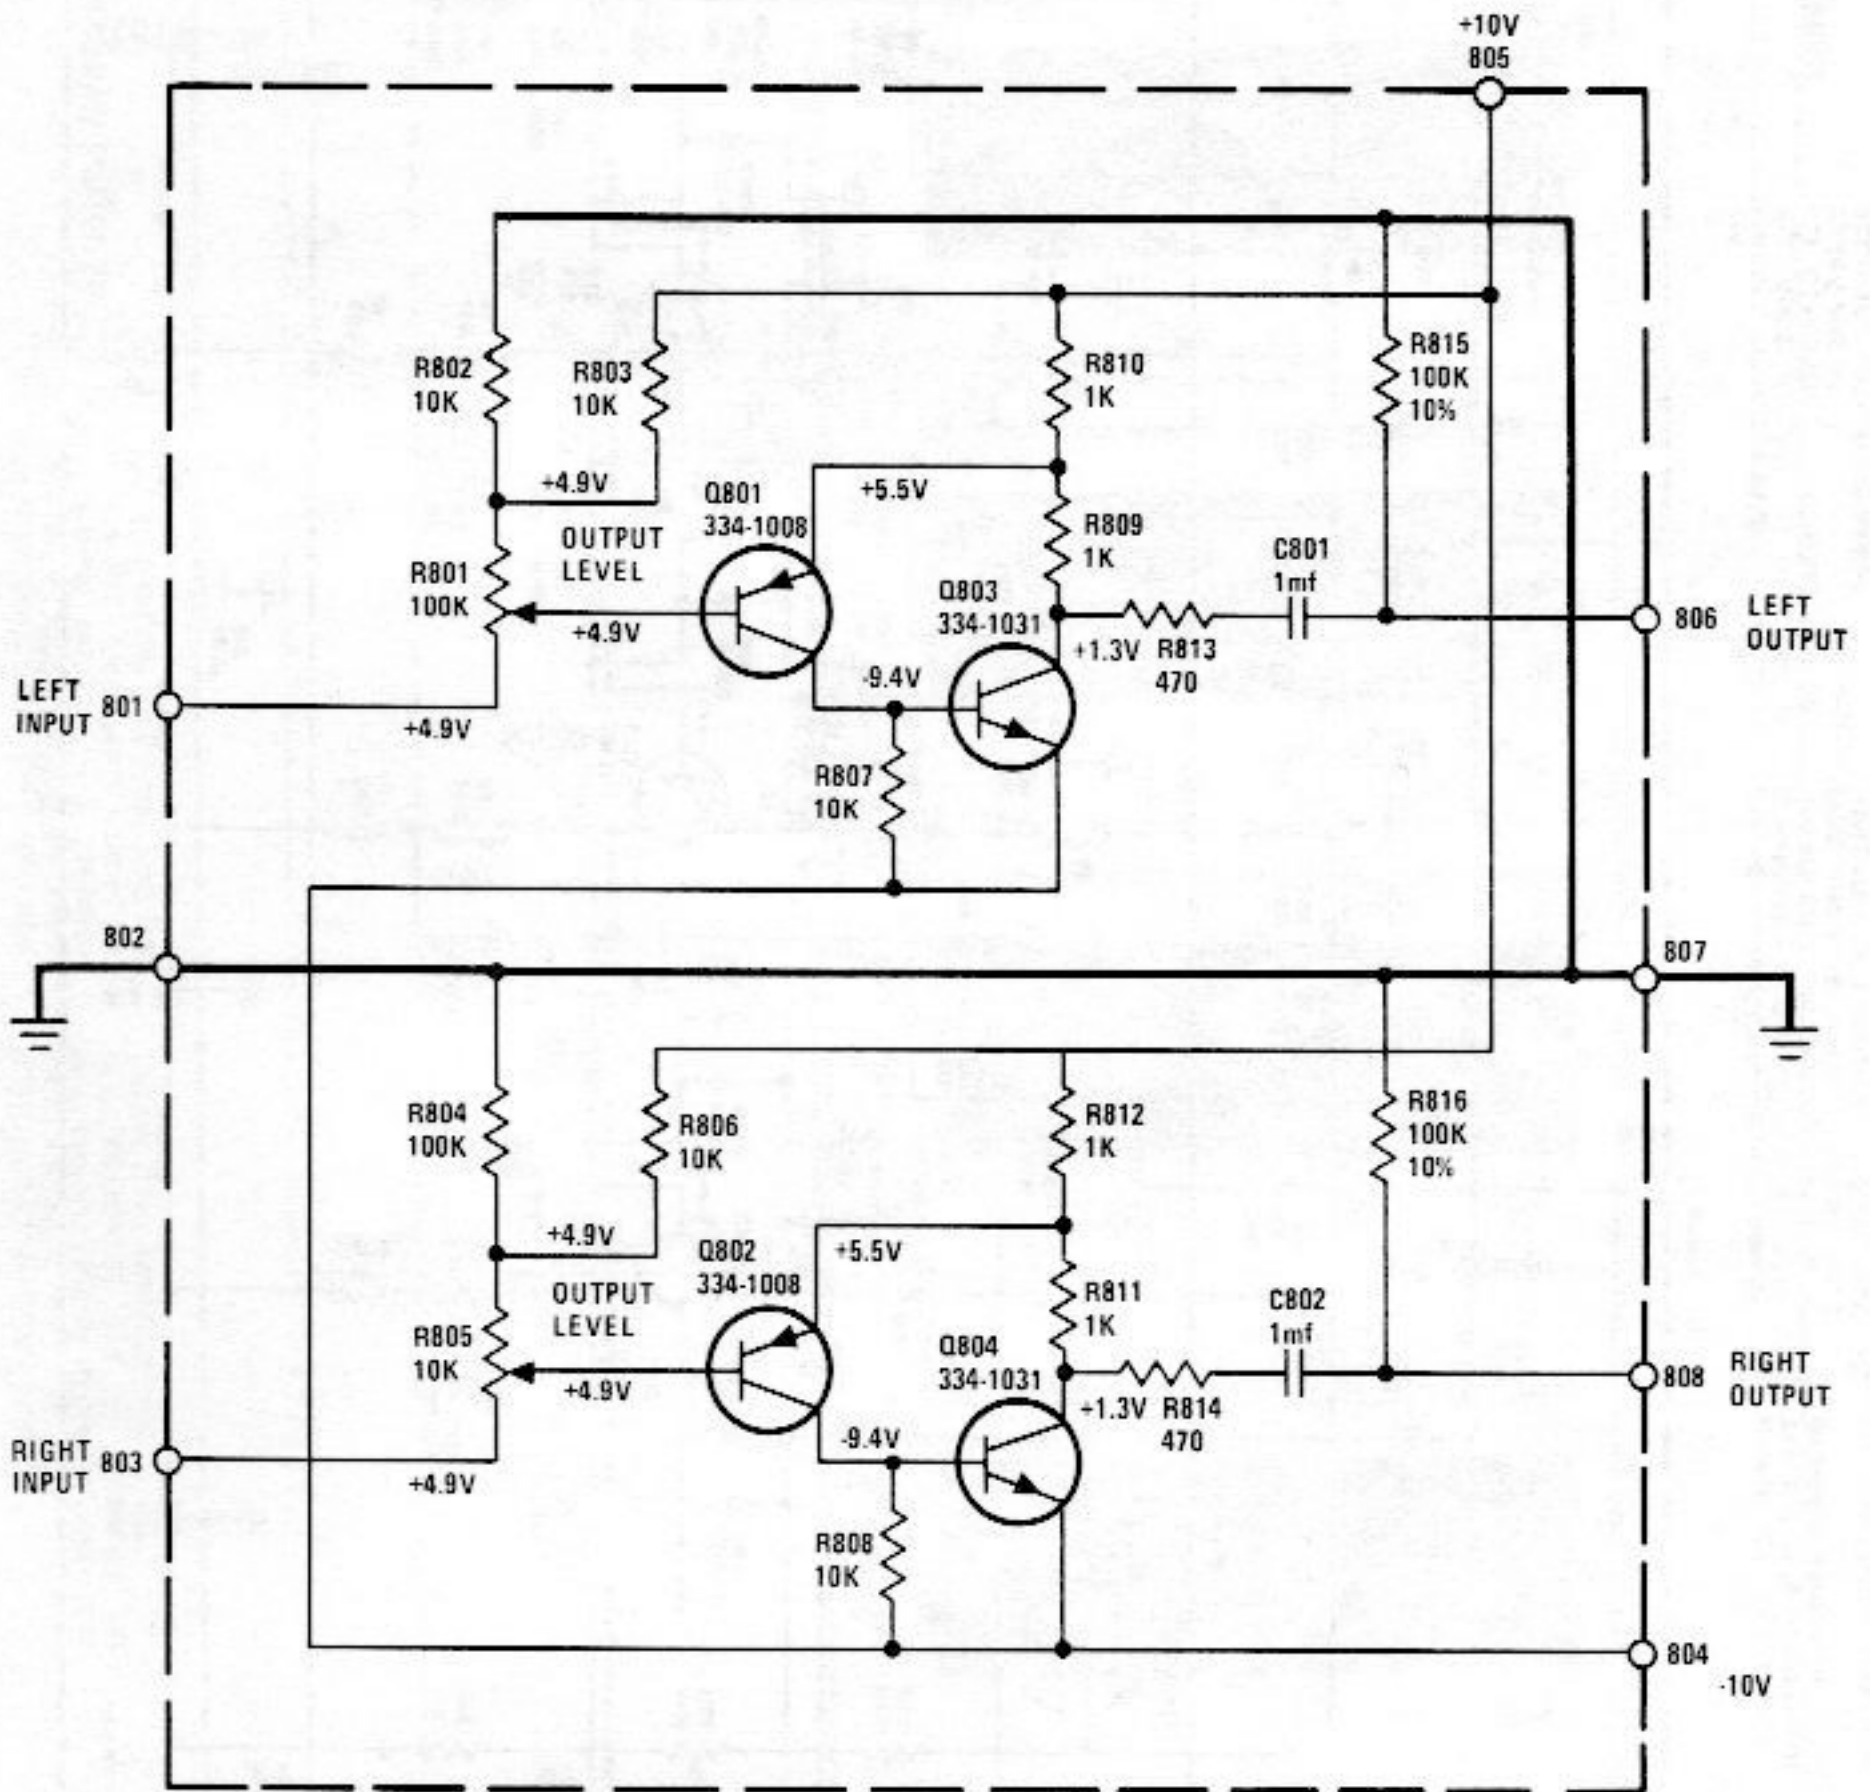 +10V
805
R802
10K
R803
10K
R810
1K
R815
100K
10%
+4.9V
Q801
334-1008
+5.5V
OUTPUT
LEVEL
R809
1K
C801
1mf
R801
100K
+4.9V
Q803
334-1031
+1.3V
R813
470
806
LEFT
OUTPUT
LEFT
INPUT
801
+4.9V
-9.4V
R807
10K
802
807
R804
100K
R806
10K
R812
1K
R816
100K
10%
+4.9V
Q802
334-1008
+5.5V
OUTPUT
LEVEL
R811
1K
C802
1mf
R805
10K
+4.9V
Q804
334-1031
+1.3V
R814
470
808
RIGHT
OUTPUT
RIGHT
INPUT
803
+4.9V
-9.4V
R808
10K
804
-10V